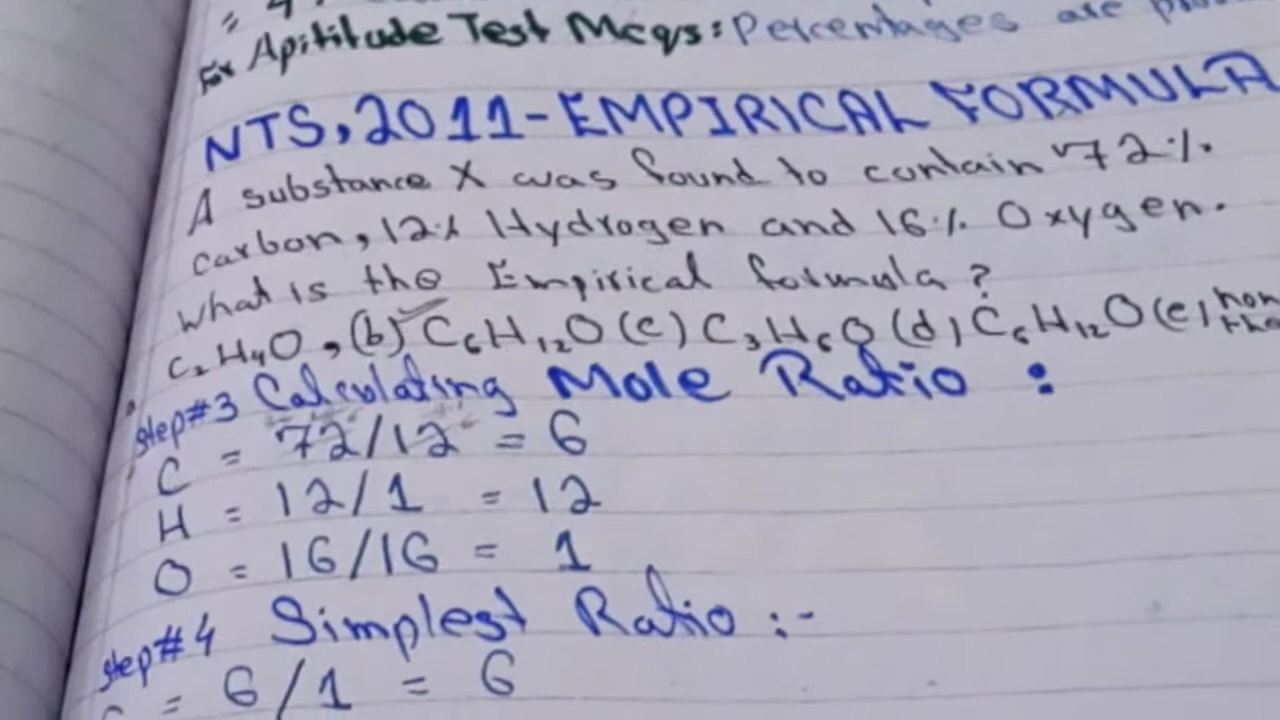 = 4
For Aptitude Test Mcqs: Percentages are
NTS, 2011-EMPIRICAL FORMULA
A substance X was found to contain 72%
carbon, 12% Hydrogen and 16% Oxygen.
What is the Empirical formula?
C₂H₄O, (b) C₆H₁₂O (c) C₃H₆O (d) C₆H₁₂O (e)
Step#3 Calculating Mole Ratio:
C = 72/12 = 6
H = 12/1 = 12
O = 16/16 = 1
Step#4 Simplest Ratio:-
= 6/1 = 6